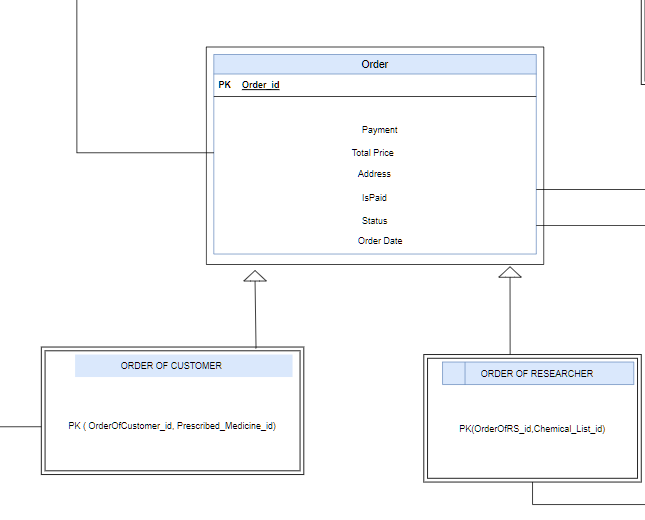 Order
PK Order_id
Payment
Total Price
Address
IsPaid
Status
Order Date
ORDER OF CUSTOMER
PK ( OrderOfCustomer_id, Prescribed_Medicine_id)
ORDER OF RESEARCHER
PK(OrderOfRS_id,Chemical_List_id)